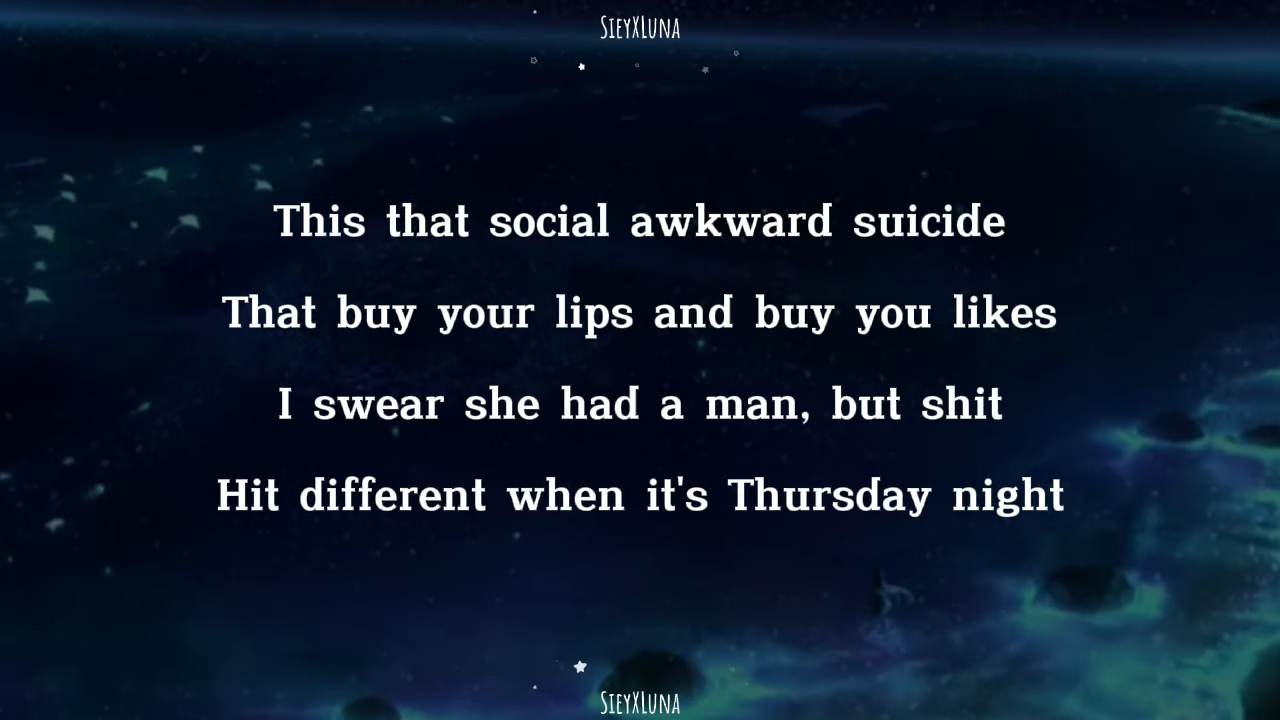 SieyXLuna
This that social awkward suicide
That buy your lips and buy you likes
I swear she had a man, but shit
Hit different when it's Thursday night
SieyXLuna